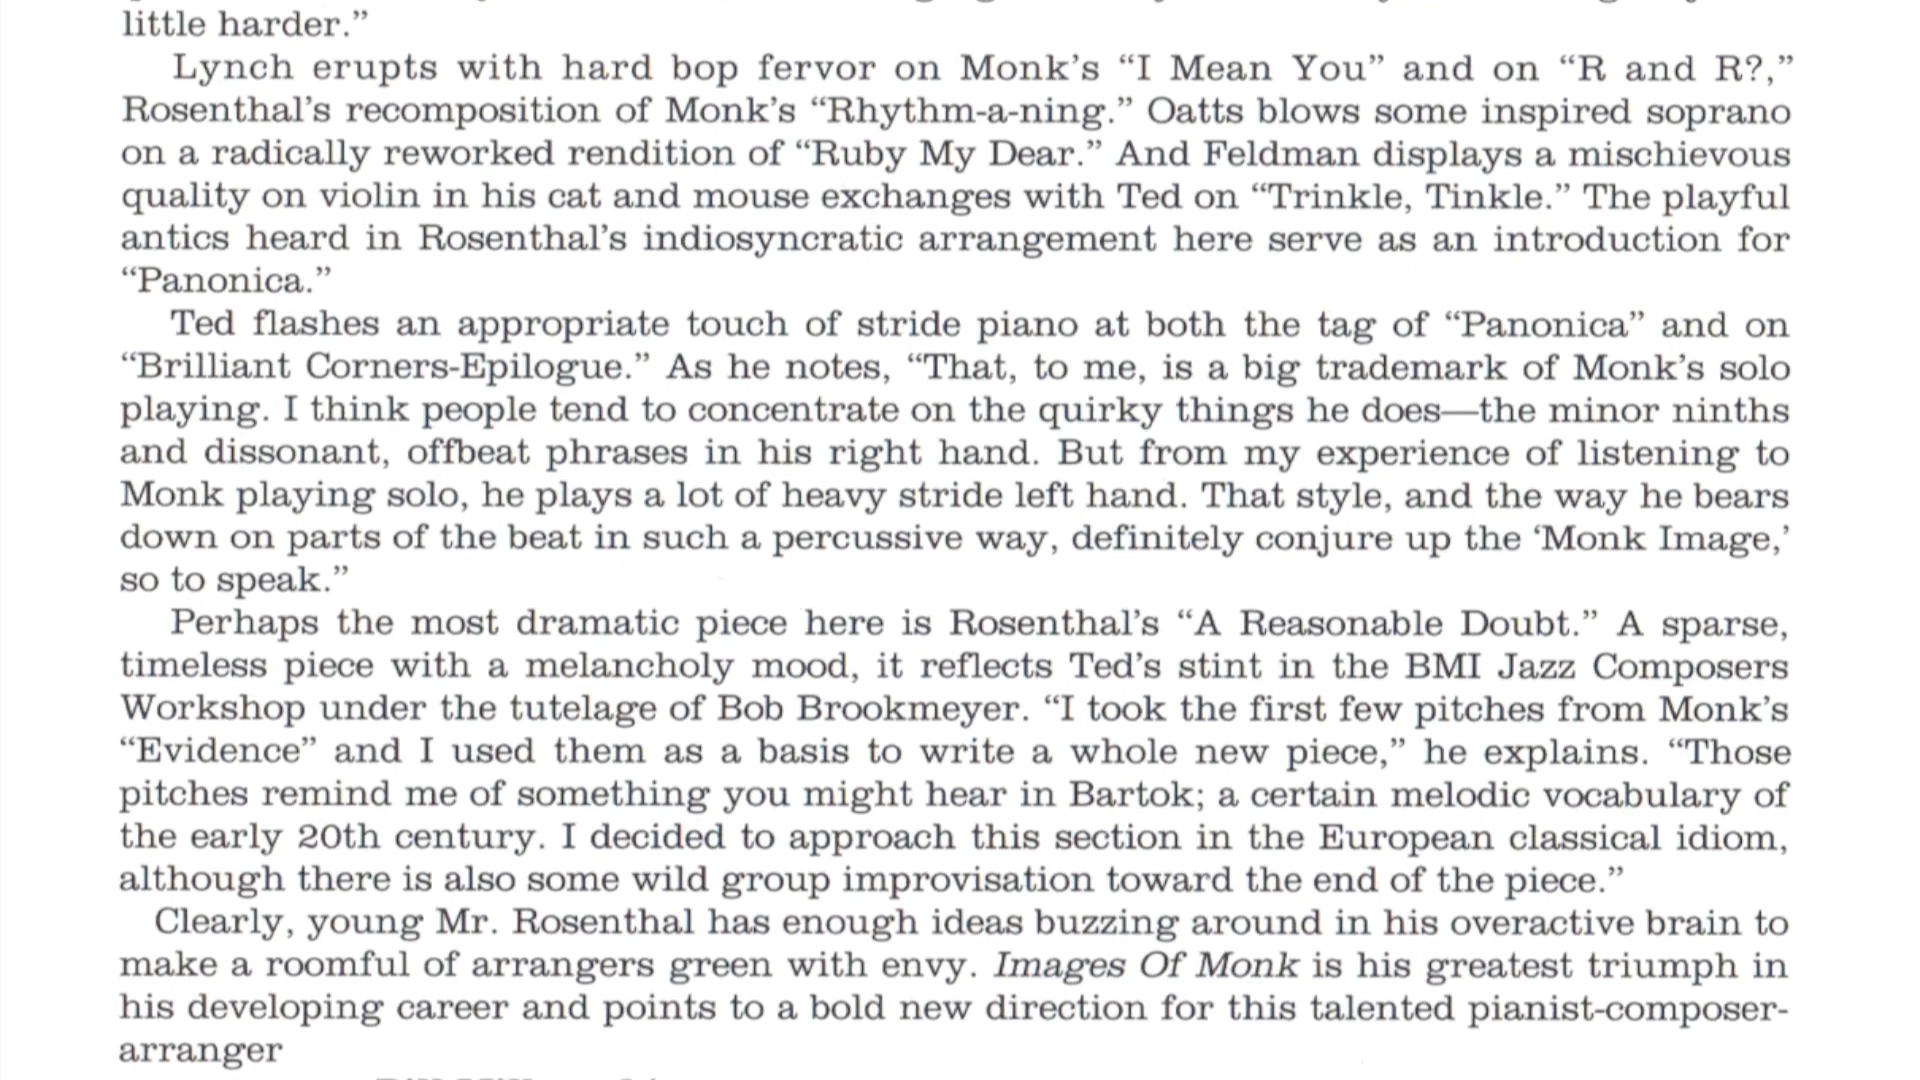 little harder.”
Lynch erupts with hard bop fervor on Monk’s “I Mean You” and on “R and R?,”
Rosenthal’s recomposition of Monk’s “Rhythm-a-ning.” Oatts blows some inspired soprano
on a radically reworked rendition of “Ruby My Dear.” And Feldman displays a mischievous
quality on violin in his cat and mouse exchanges with Ted on “Trinkle, Tinkle.” The playful
antics heard in Rosenthal’s indiosyncratic arrangement here serve as an introduction for
“Panonica.”
Ted flashes an appropriate touch of stride piano at both the tag of “Panonica” and on
“Brilliant Corners-Epilogue.” As he notes, “That, to me, is a big trademark of Monk’s solo
playing. I think people tend to concentrate on the quirky things he does—the minor ninths
and dissonant, offbeat phrases in his right hand. But from my experience of listening to
Monk playing solo, he plays a lot of heavy stride left hand. That style, and the way he bears
down on parts of the beat in such a percussive way, definitely conjure up the ‘Monk Image,’
so to speak.”
Perhaps the most dramatic piece here is Rosenthal’s “A Reasonable Doubt.” A sparse,
timeless piece with a melancholy mood, it reflects Ted’s stint in the BMI Jazz Composers
Workshop under the tutelage of Bob Brookmeyer. “I took the first few pitches from Monk’s
“Evidence” and I used them as a basis to write a whole new piece,” he explains. “Those
pitches remind me of something you might hear in Bartok; a certain melodic vocabulary of
the early 20th century. I decided to approach this section in the European classical idiom,
although there is also some wild group improvisation toward the end of the piece.”
Clearly, young Mr. Rosenthal has enough ideas buzzing around in his overactive brain to
make a roomful of arrangers green with envy. Images Of Monk is his greatest triumph in
his developing career and points to a bold new direction for this talented pianist-composer-
arranger